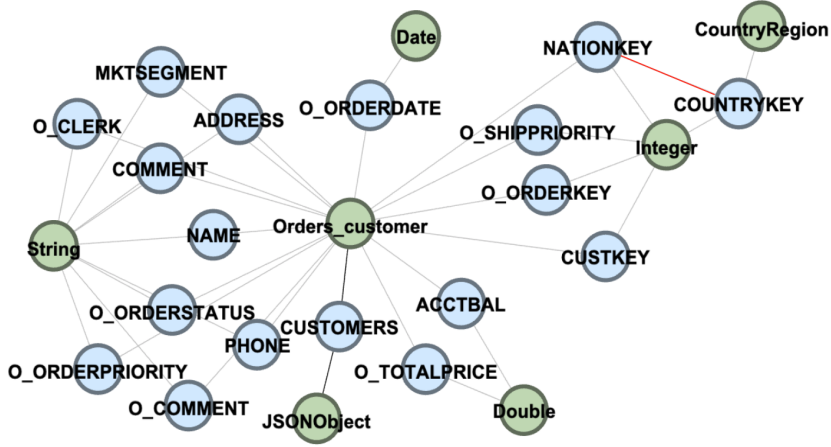 CountryRegion
Date
NATIONKEY
MKTSEGMENT
COUNTRYKEY
O_ORDERDATE
ADDRESS
O_CLERK
O_SHIPPRIORITY
Integer
COMMENT
O_ORDERKEY
Orders_customer
NAME
String
CUSTKEY
ACCTBAL
O_ORDERSTATUS
CUSTOMERS
PHONE
O_ORDERPRIORITY
O_TOTALPRICE
O_COMMENT
Double
JSONObject